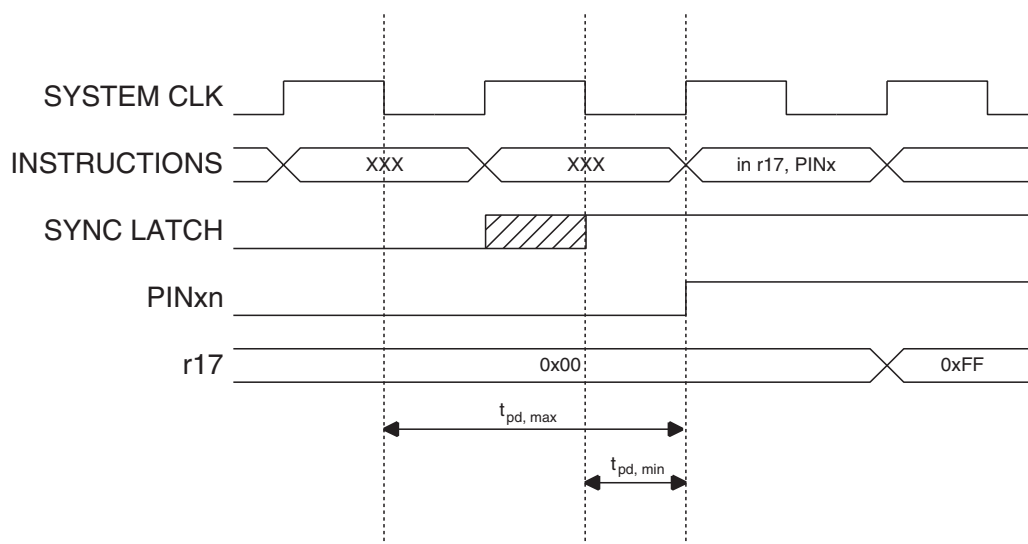 SYSTEM CLK
INSTRUCTIONS XXX XXX in r17, PINx
SYNC LATCH
PINxn
r17 0x00 0xFF
tpd, max
tpd, min